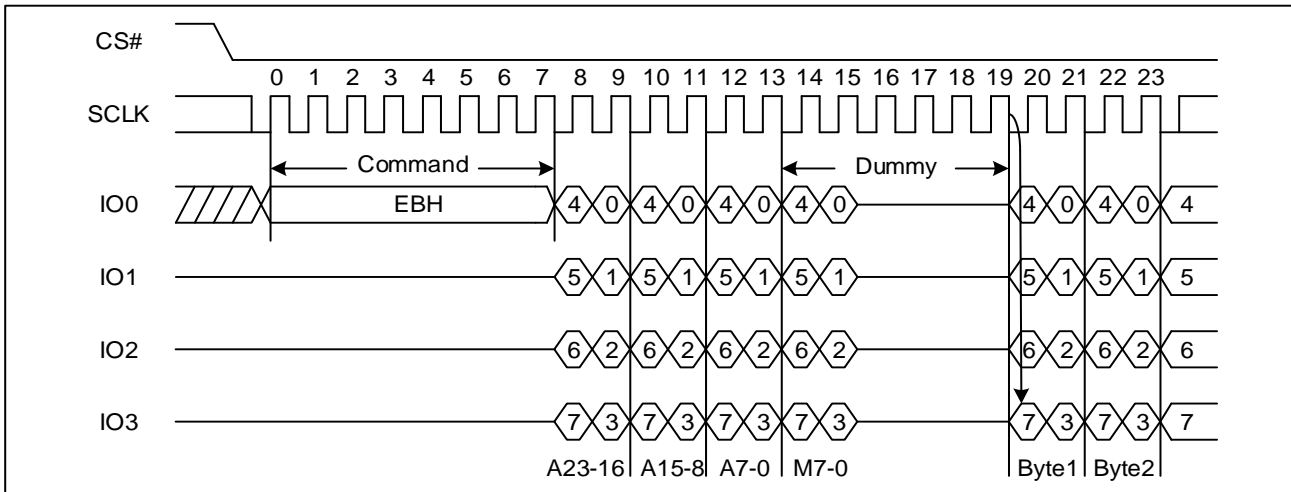 CS#
0 1 2 3 4 5 6 7 8 9 10 11 12 13 14 15 16 17 18 19 20 21 22 23
SCLK
Command Dummy
IO0 EBH 4 0 4 0 4 0 4 0 4 0 4 0 4
IO1 5 1 5 1 5 1 5 1 5 1 5 1 5
IO2 6 2 6 2 6 2 6 2 6 2 6 2 6
IO3 7 3 7 3 7 3 7 3 7 3 7 3 7
A23-16 A15-8 A7-0 M7-0 Byte1 Byte2